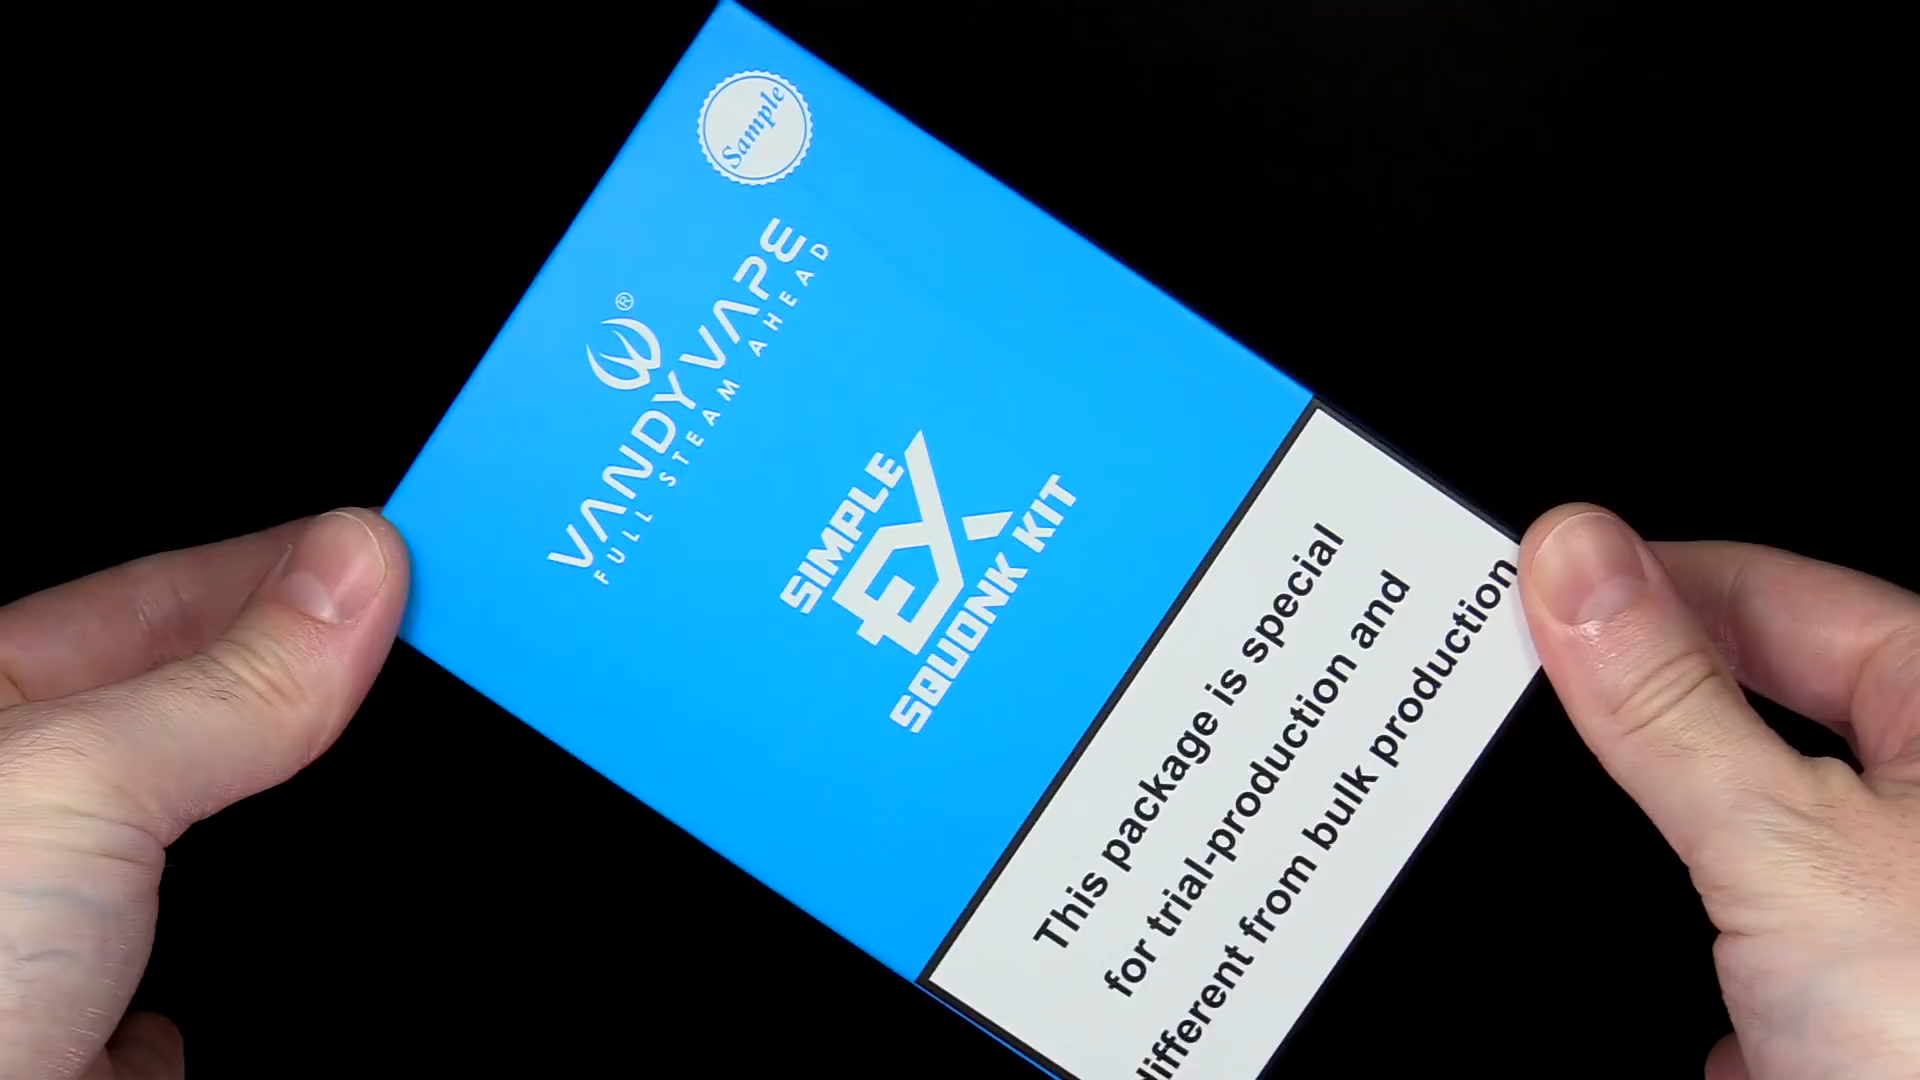 Sample
®
VANDY VAPE
FULL STEAM AHEAD
SIMPLE
EX
SQUONK KIT
This package is special
for trial-production and
different from bulk production